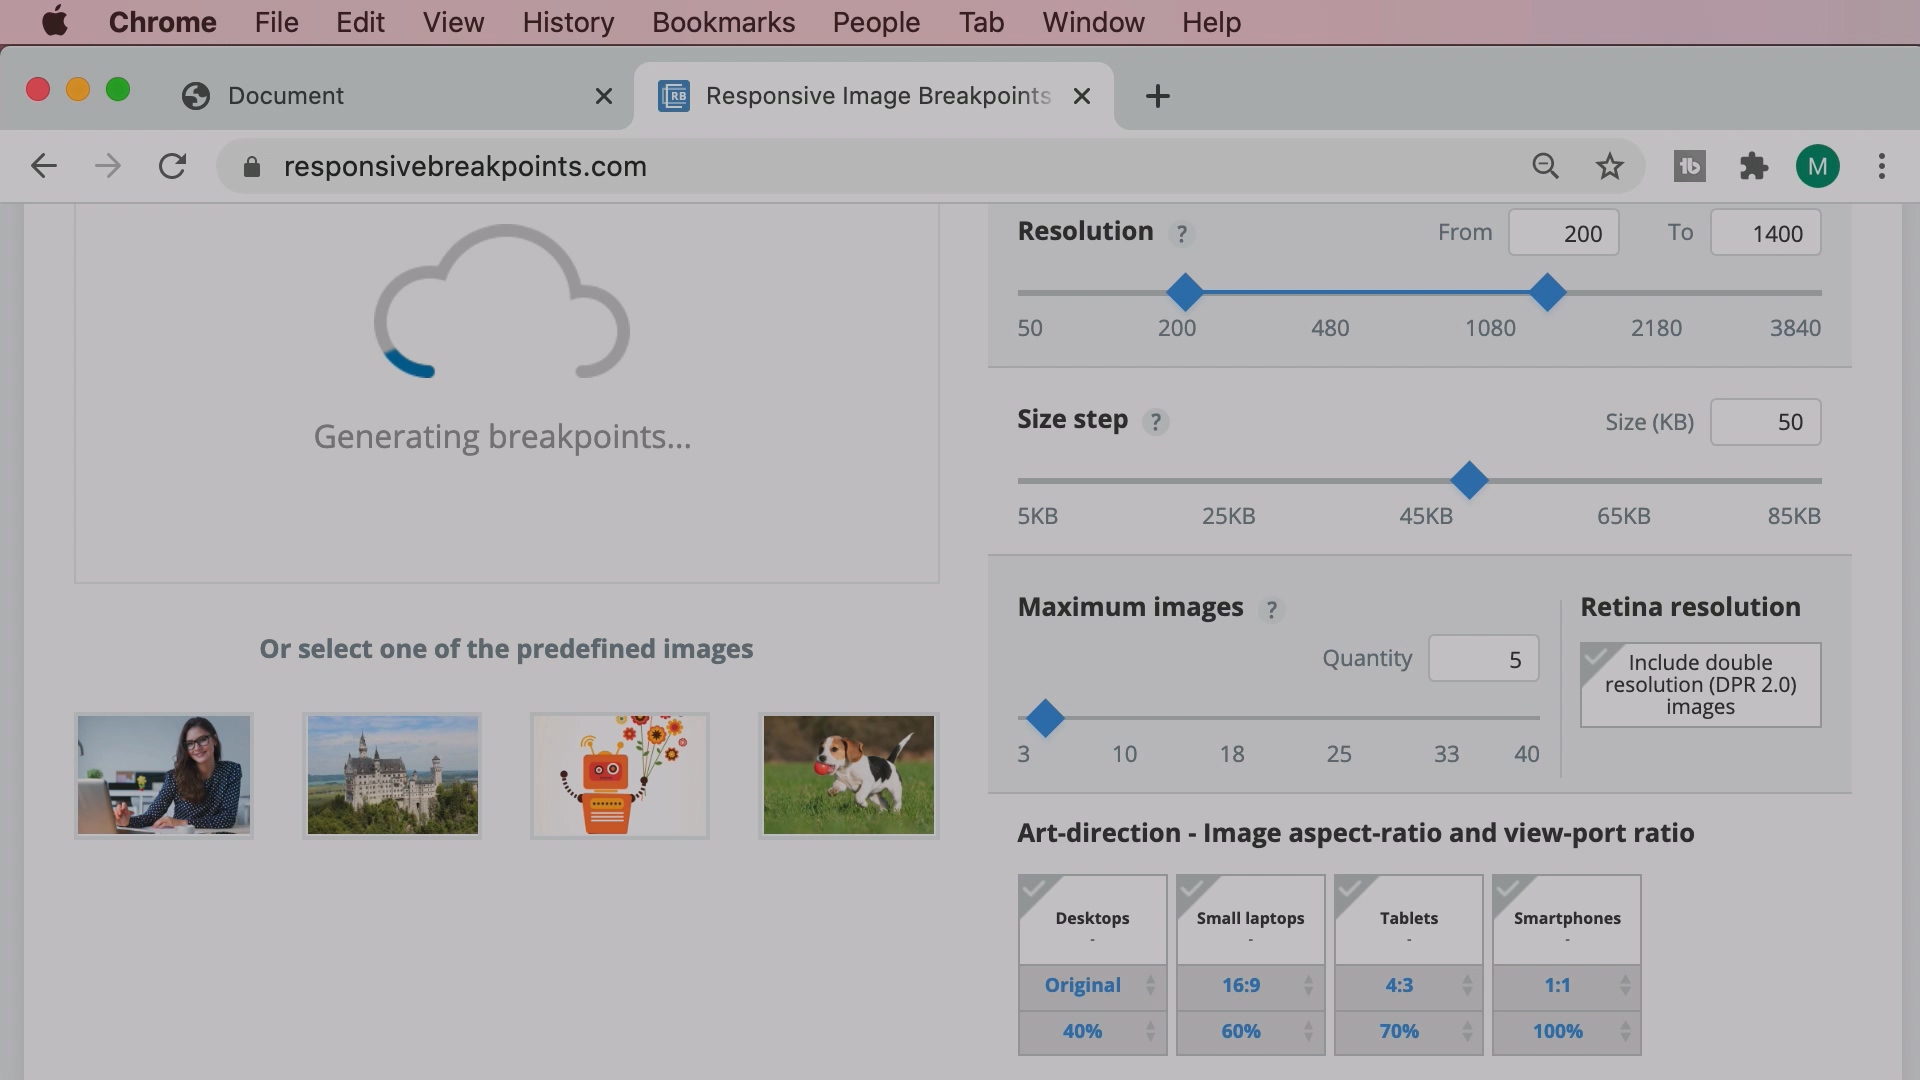 Chrome File Edit View History Bookmarks People Tab Window Help
Document
RB Responsive Image Breakpoints
responsivebreakpoints.com
M
Generating breakpoints...
Or select one of the predefined images
Resolution ? From 200 To 1400
50 200 480 1080 2180 3840
Size step ? Size (KB) 50
5KB 25KB 45KB 65KB 85KB
Maximum images ?
Quantity 5
3 10 18 25 33 40
Retina resolution
Include double
resolution (DPR 2.0)
images
Art-direction - Image aspect-ratio and view-port ratio
Desktops Small laptops Tablets Smartphones
- - - -
Original 16:9 4:3 1:1
40% 60% 70% 100%